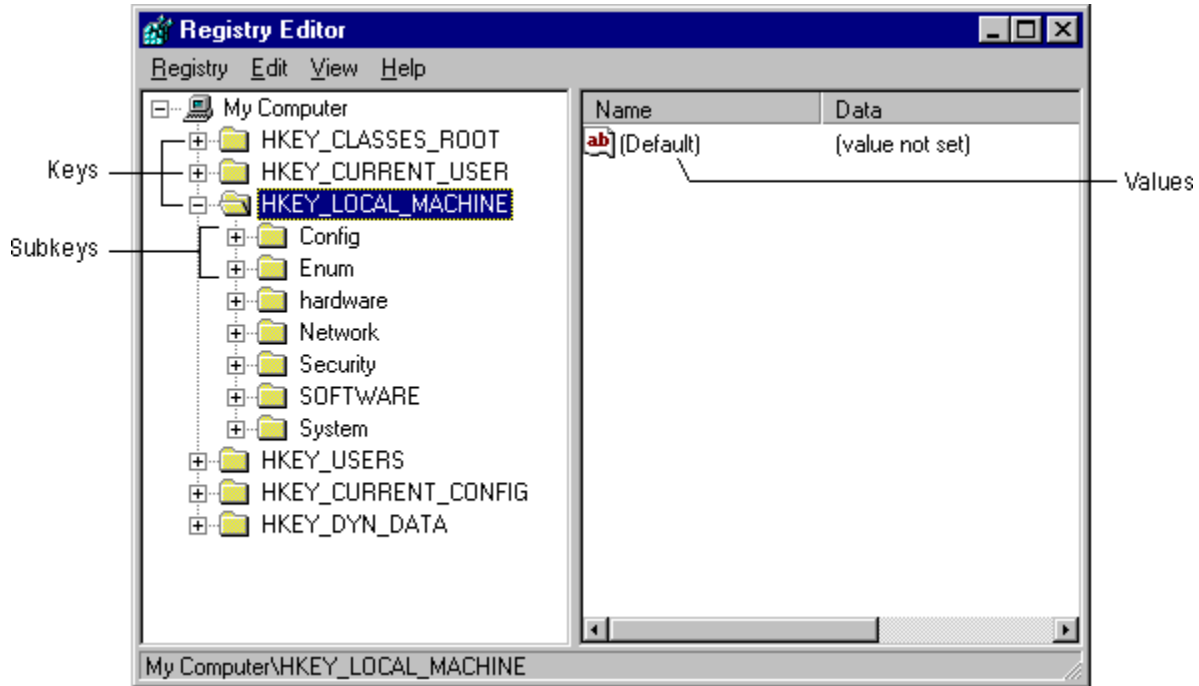 Registry Editor
Registry Edit View Help
My Computer
HKEY_CLASSES_ROOT
HKEY_CURRENT_USER
HKEY_LOCAL_MACHINE
Config
Enum
hardware
Network
Security
SOFTWARE
System
HKEY_USERS
HKEY_CURRENT_CONFIG
HKEY_DYN_DATA
Name Data
ab (Default) (value not set)
Keys
Subkeys
Values
My Computer\HKEY_LOCAL_MACHINE